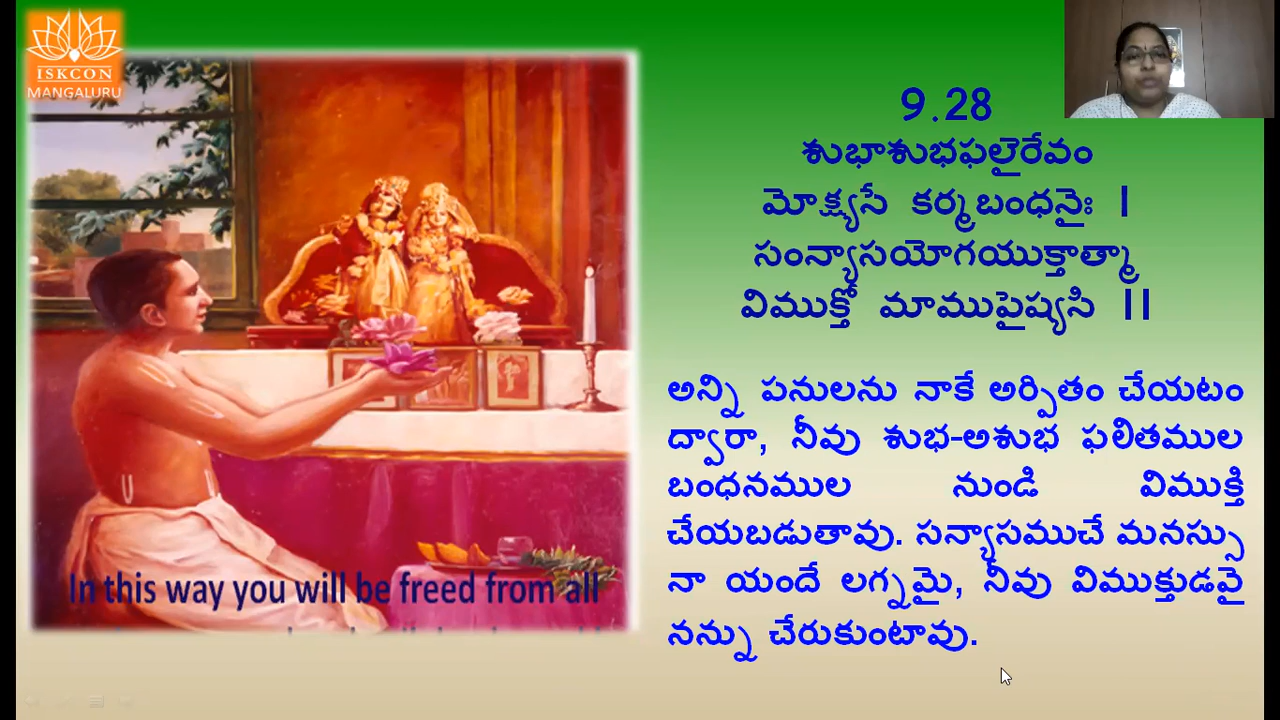 ISKCON
MANGALURU
In this way you will be freed from all
9.28
శుభాశుభఫలైరేవం
మోక్ష్యసే కర్మబంధనైః |
సంన్యాసయోగయుక్తాత్మా
విముక్తో మాముపైష్యసి ||
అన్ని పనులను నాకే అర్పితం చేయటం
ద్వారా, నీవు శుభ-అశుభ ఫలితముల
బంధనముల నుండి విముక్తి
చేయబడుతావు. సన్యాసముచే మనస్సు
నా యందే లగ్నమై, నీవు విముక్తుడవై
నన్ను చేరుకుంటావు.